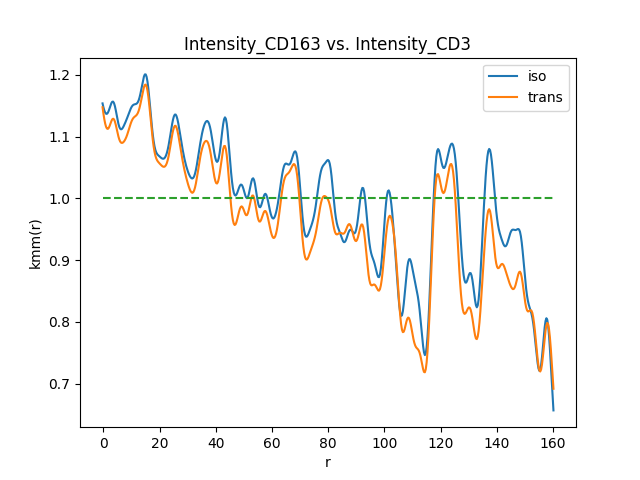 Intensity_CD163 vs. Intensity_CD3
iso
trans
1.2
1.1
1.0
0.9
0.8
0.7
kmm(r)
0 20 40 60 80 100 120 140 160
r